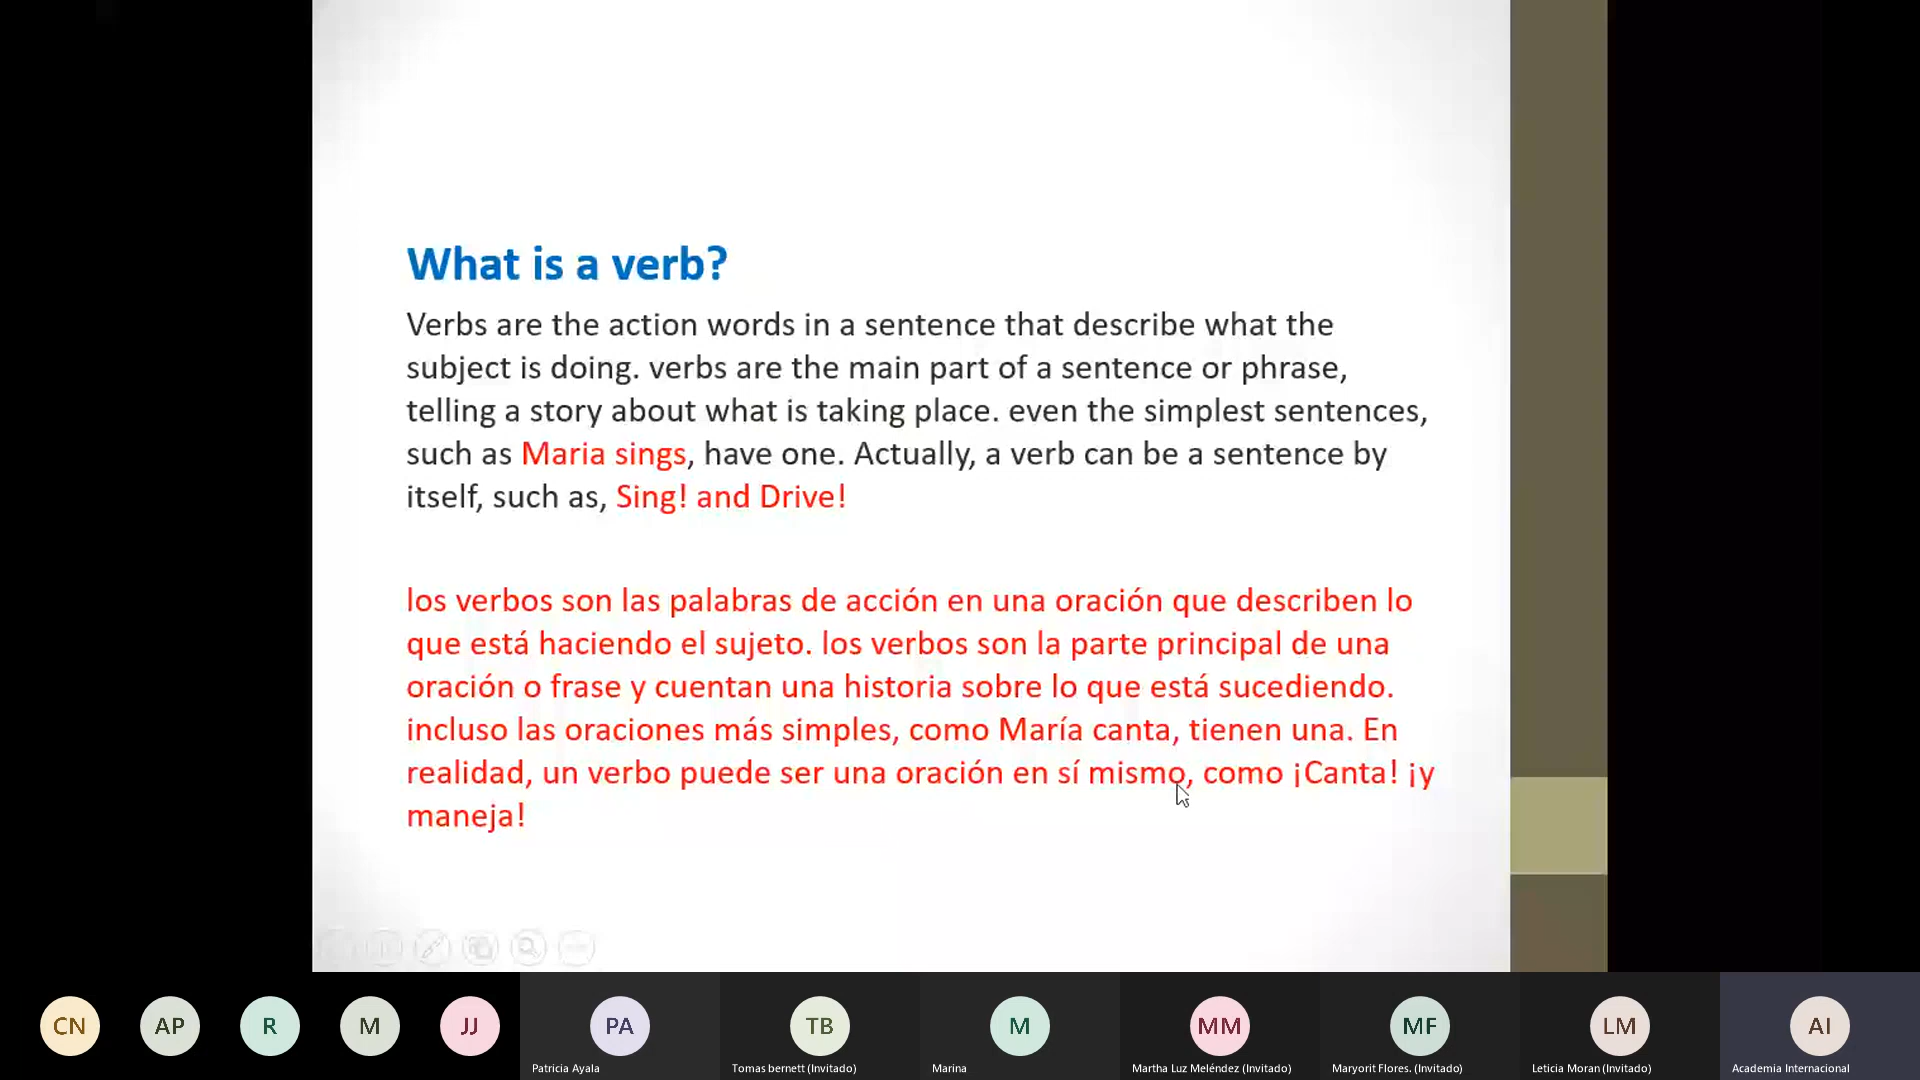 What is a verb?
Verbs are the action words in a sentence that describe what the
subject is doing. verbs are the main part of a sentence or phrase,
telling a story about what is taking place. even the simplest sentences,
such as Maria sings, have one. Actually, a verb can be a sentence by
itself, such as, Sing! and Drive!
los verbos son las palabras de acción en una oración que describen lo
que está haciendo el sujeto. los verbos son la parte principal de una
oración o frase y cuentan una historia sobre lo que está sucediendo.
incluso las oraciones más simples, como María canta, tienen una. En
realidad, un verbo puede ser una oración en sí mismo, como ¡Canta! ¡y
maneja!
CN AP R M JJ PA TB M MM MF LM AI
Patricia Ayala Tomas bernett (Invitado) Marina Martha Luz Meléndez (Invitado) Maryorit Flores. (Invitado) Leticia Moran (Invitado) Academia Internacional